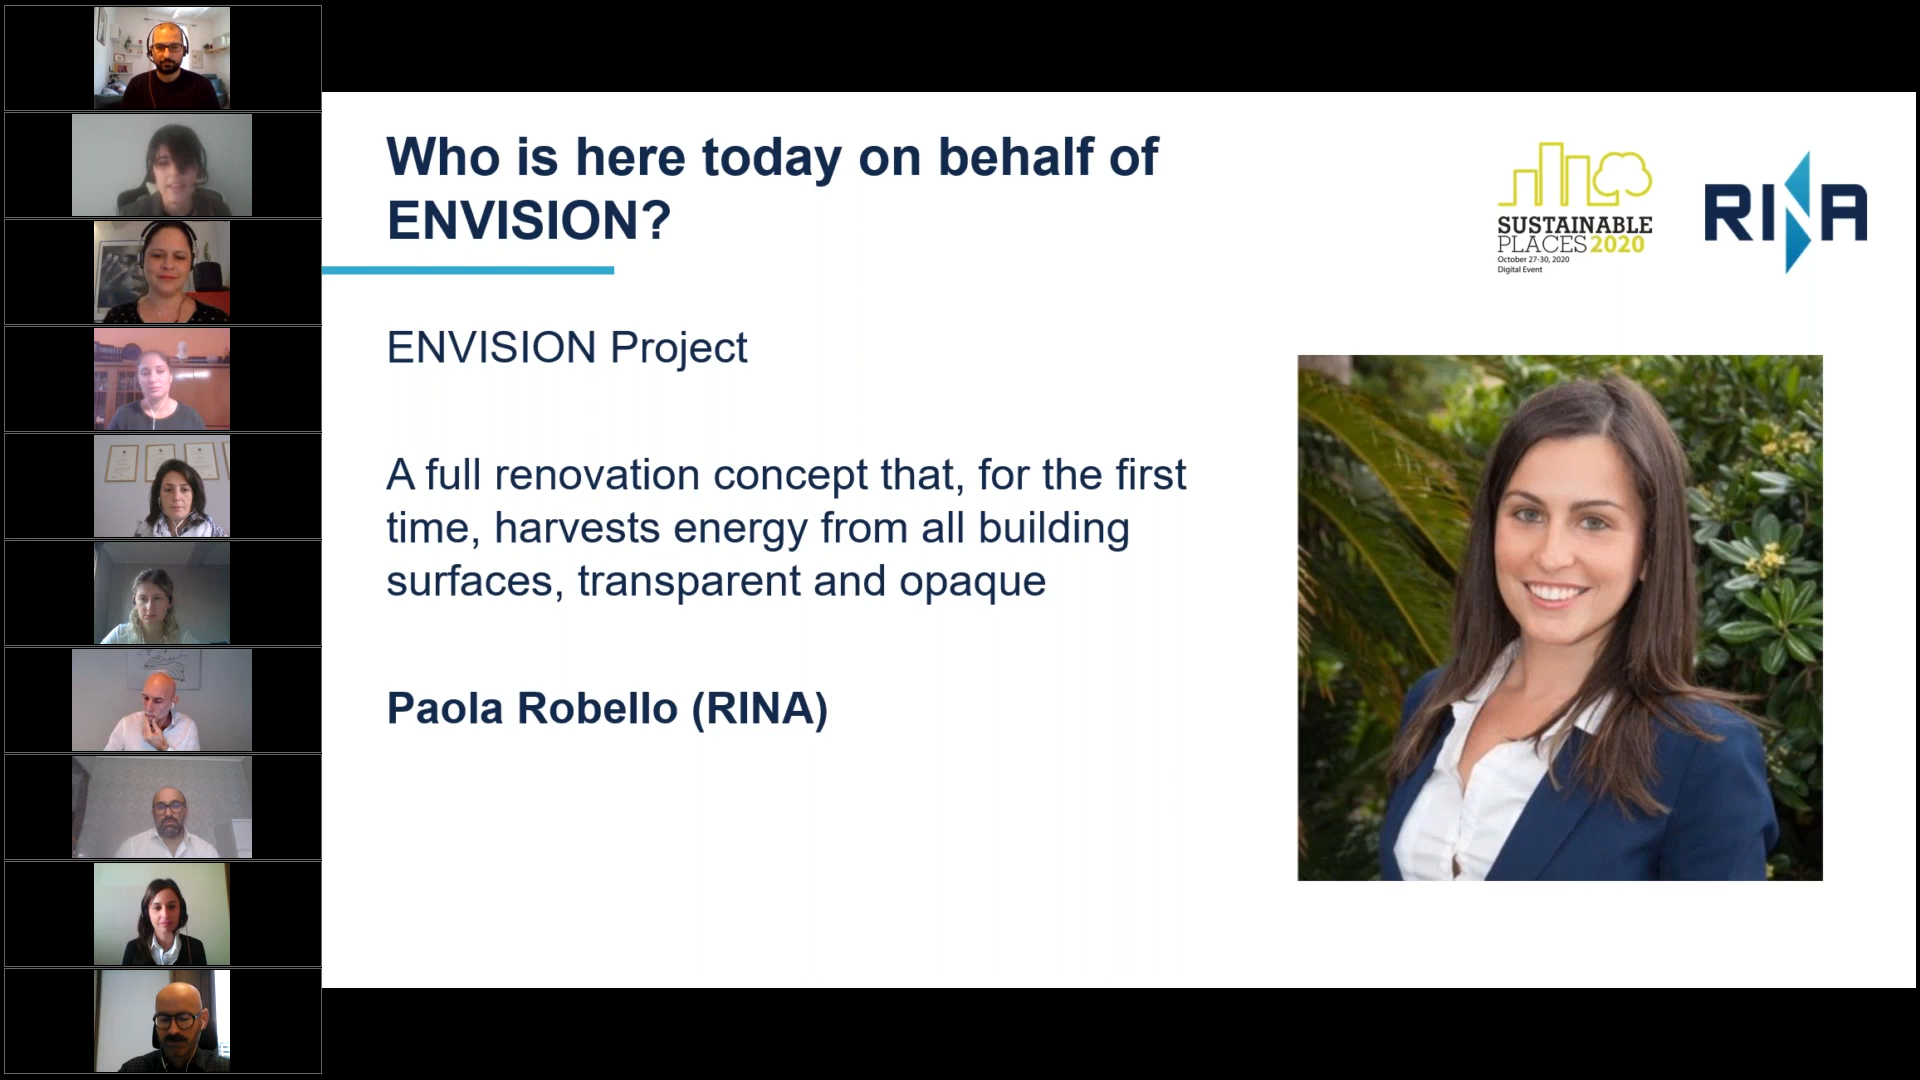 Who is here today on behalf of
ENVISION?
SUSTAINABLE
PLACES 2020
October 27-30, 2020
Digital Event
RINA
ENVISION Project
A full renovation concept that, for the first
time, harvests energy from all building
surfaces, transparent and opaque
Paola Robello (RINA)